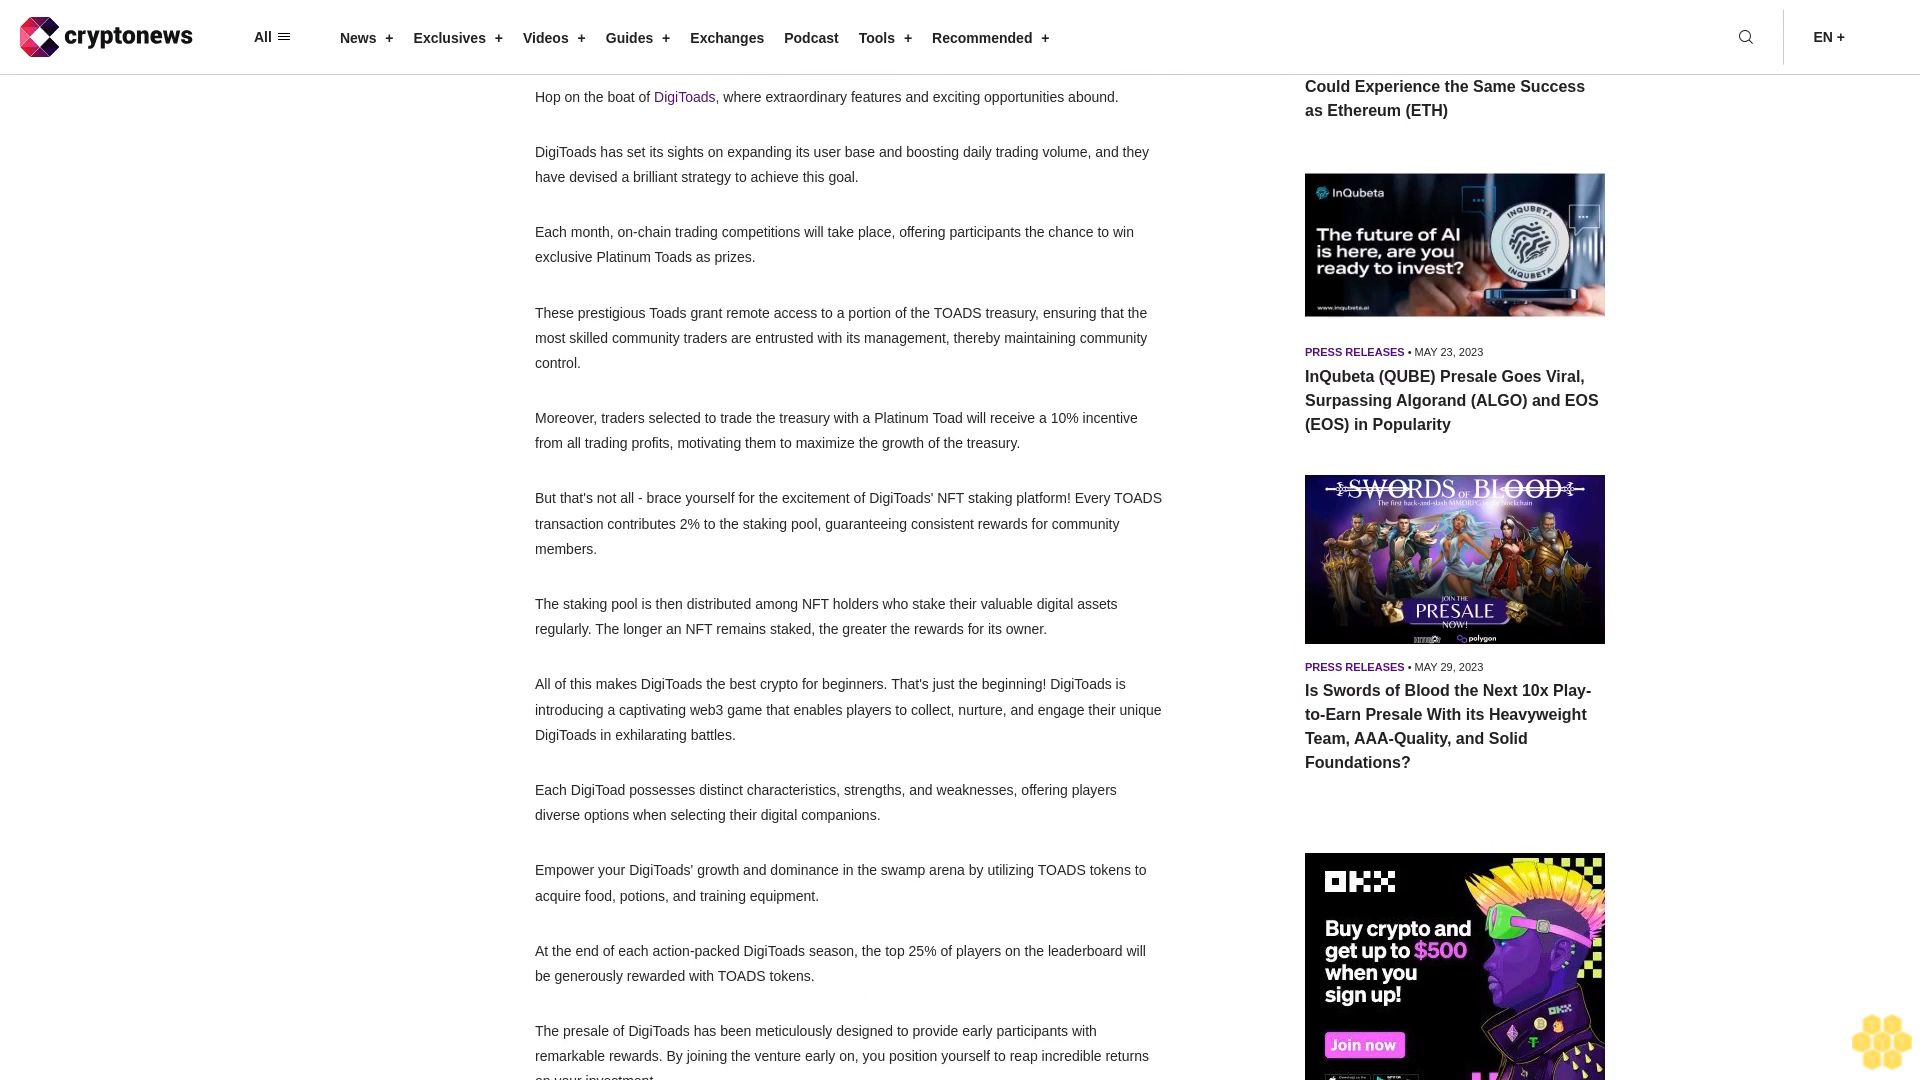 cryptonews
All
News +
Exclusives +
Videos +
Guides +
Exchanges
Podcast
Tools +
Recommended +
EN +
Hop on the boat of DigiToads, where extraordinary features and exciting opportunities abound.
DigiToads has set its sights on expanding its user base and boosting daily trading volume, and they
have devised a brilliant strategy to achieve this goal.
Each month, on-chain trading competitions will take place, offering participants the chance to win
exclusive Platinum Toads as prizes.
These prestigious Toads grant remote access to a portion of the TOADS treasury, ensuring that the
most skilled community traders are entrusted with its management, thereby maintaining community
control.
Moreover, traders selected to trade the treasury with a Platinum Toad will receive a 10% incentive
from all trading profits, motivating them to maximize the growth of the treasury.
But that's not all - brace yourself for the excitement of DigiToads' NFT staking platform! Every TOADS
transaction contributes 2% to the staking pool, guaranteeing consistent rewards for community
members.
The staking pool is then distributed among NFT holders who stake their valuable digital assets
regularly. The longer an NFT remains staked, the greater the rewards for its owner.
All of this makes DigiToads the best crypto for beginners. That's just the beginning! DigiToads is
introducing a captivating web3 game that enables players to collect, nurture, and engage their unique
DigiToads in exhilarating battles.
Each DigiToad possesses distinct characteristics, strengths, and weaknesses, offering players
diverse options when selecting their digital companions.
Empower your DigiToads' growth and dominance in the swamp arena by utilizing TOADS tokens to
acquire food, potions, and training equipment.
At the end of each action-packed DigiToads season, the top 25% of players on the leaderboard will
be generously rewarded with TOADS tokens.
The presale of DigiToads has been meticulously designed to provide early participants with
remarkable rewards. By joining the venture early on, you position yourself to reap incredible returns
on your investment.
Could Experience the Same Success
as Ethereum (ETH)
InQubeta
The future of AI
is here, are you
ready to invest?
INQUBETA
INQUBETA
www.inqubeta.ai
PRESS RELEASES • MAY 23, 2023
InQubeta (QUBE) Presale Goes Viral,
Surpassing Algorand (ALGO) and EOS
(EOS) in Popularity
SWORDS OF BLOOD
The first hack-and-slash MMORPG on the blockchain
JOIN THE
PRESALE
NOW!
polygon
PRESS RELEASES • MAY 29, 2023
Is Swords of Blood the Next 10x Play-
to-Earn Presale With its Heavyweight
Team, AAA-Quality, and Solid
Foundations?
OKX
Buy crypto and
get up to $500
when you
sign up!
Join now
OKX